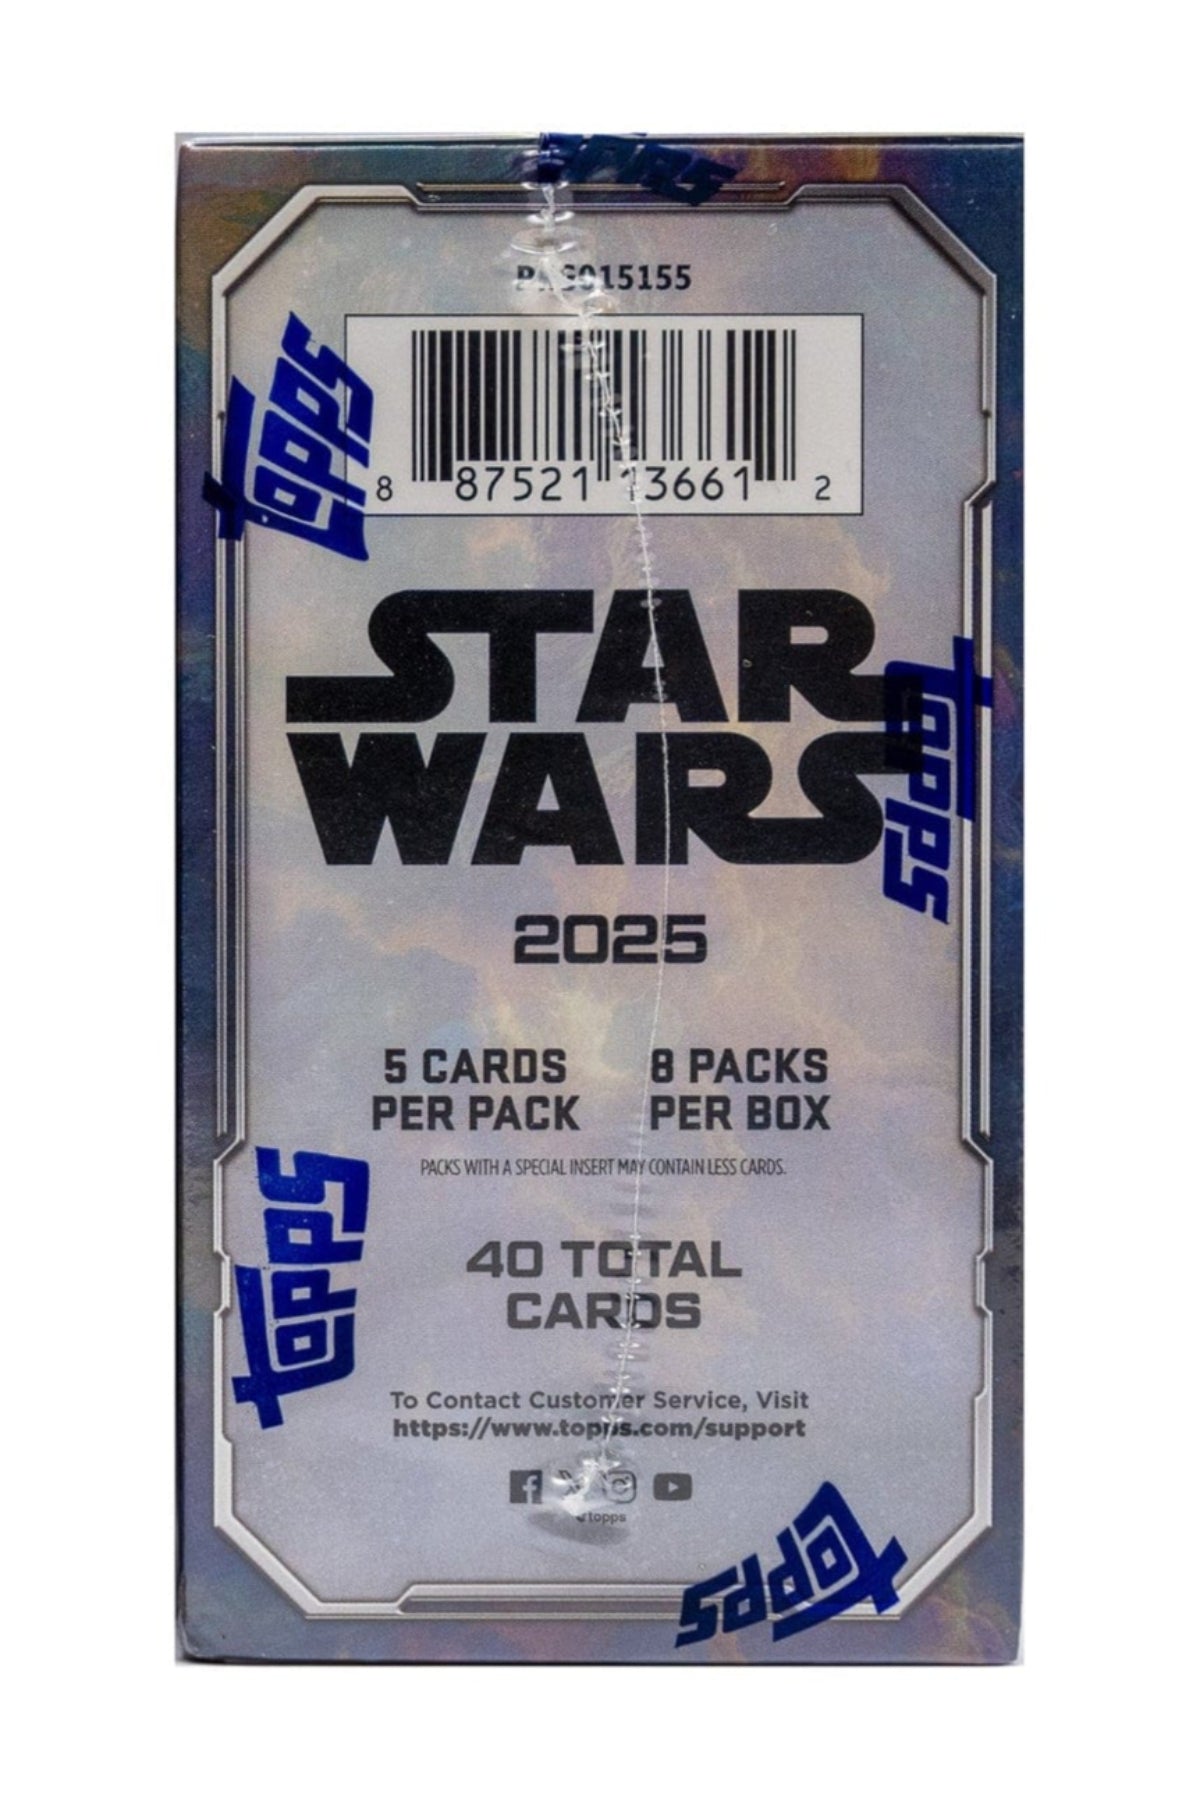 topps
8 87521 13661 2
topps
STAR
WARS
topps
2025
5 CARDS PER PACK
8 PACKS PER BOX
PACKS WITH A SPECIAL INSERT MAY CONTAIN LESS CARDS.
topps
40 TOTAL
CARDS
To Contact Customer Service, Visit
https://www.topps.com/support
@topps
topps